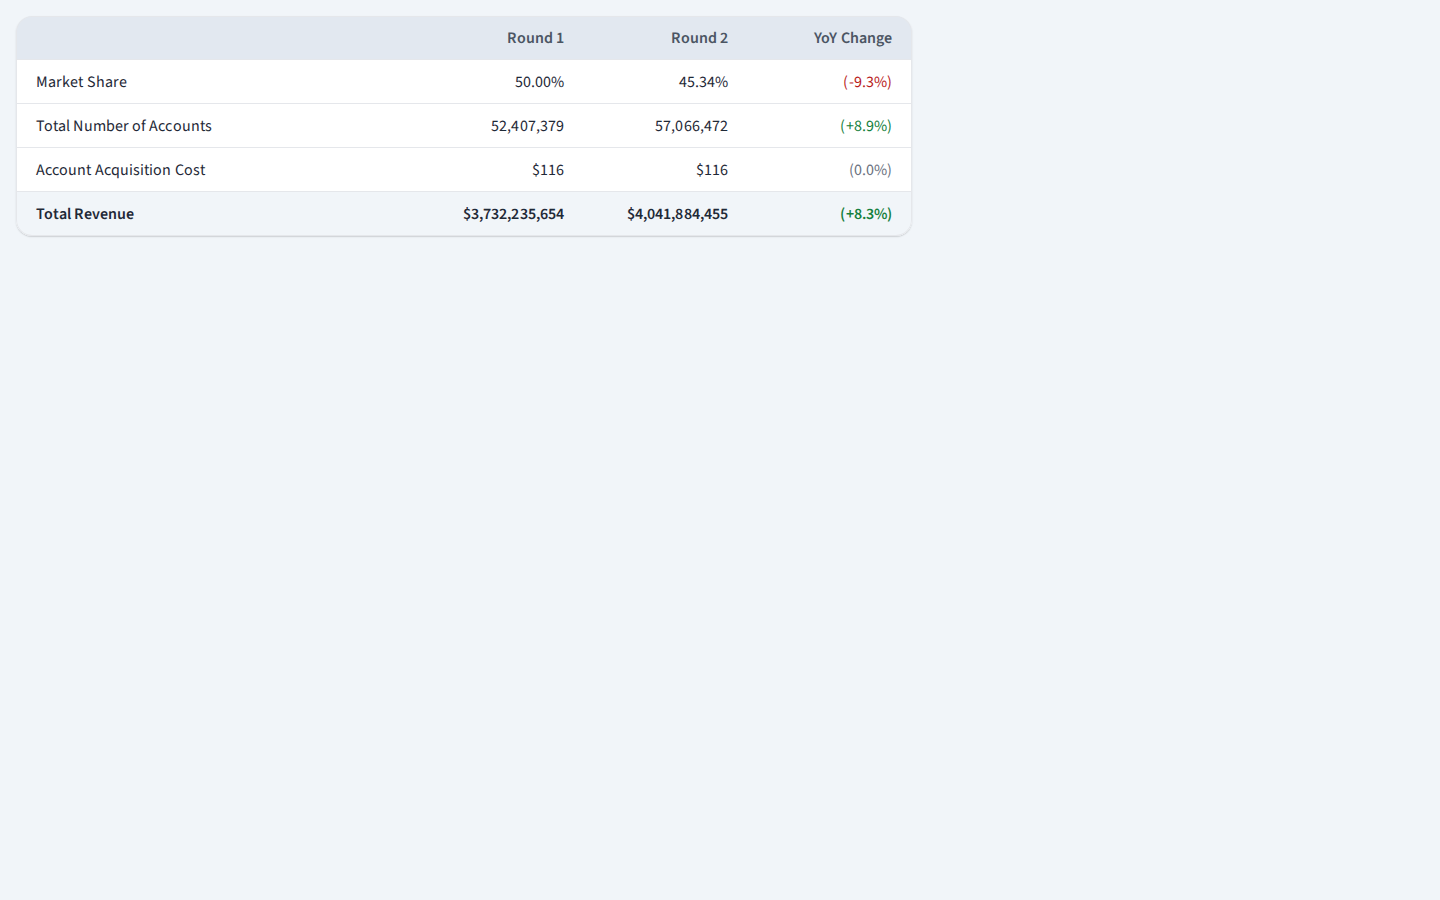 Round 1 Round 2 YoY Change
Market Share 50.00% 45.34% (-9.3%)
Total Number of Accounts 52,407,379 57,066,472 (+8.9%)
Account Acquisition Cost $116 $116 (0.0%)
Total Revenue $3,732,235,654 $4,041,884,455 (+8.3%)